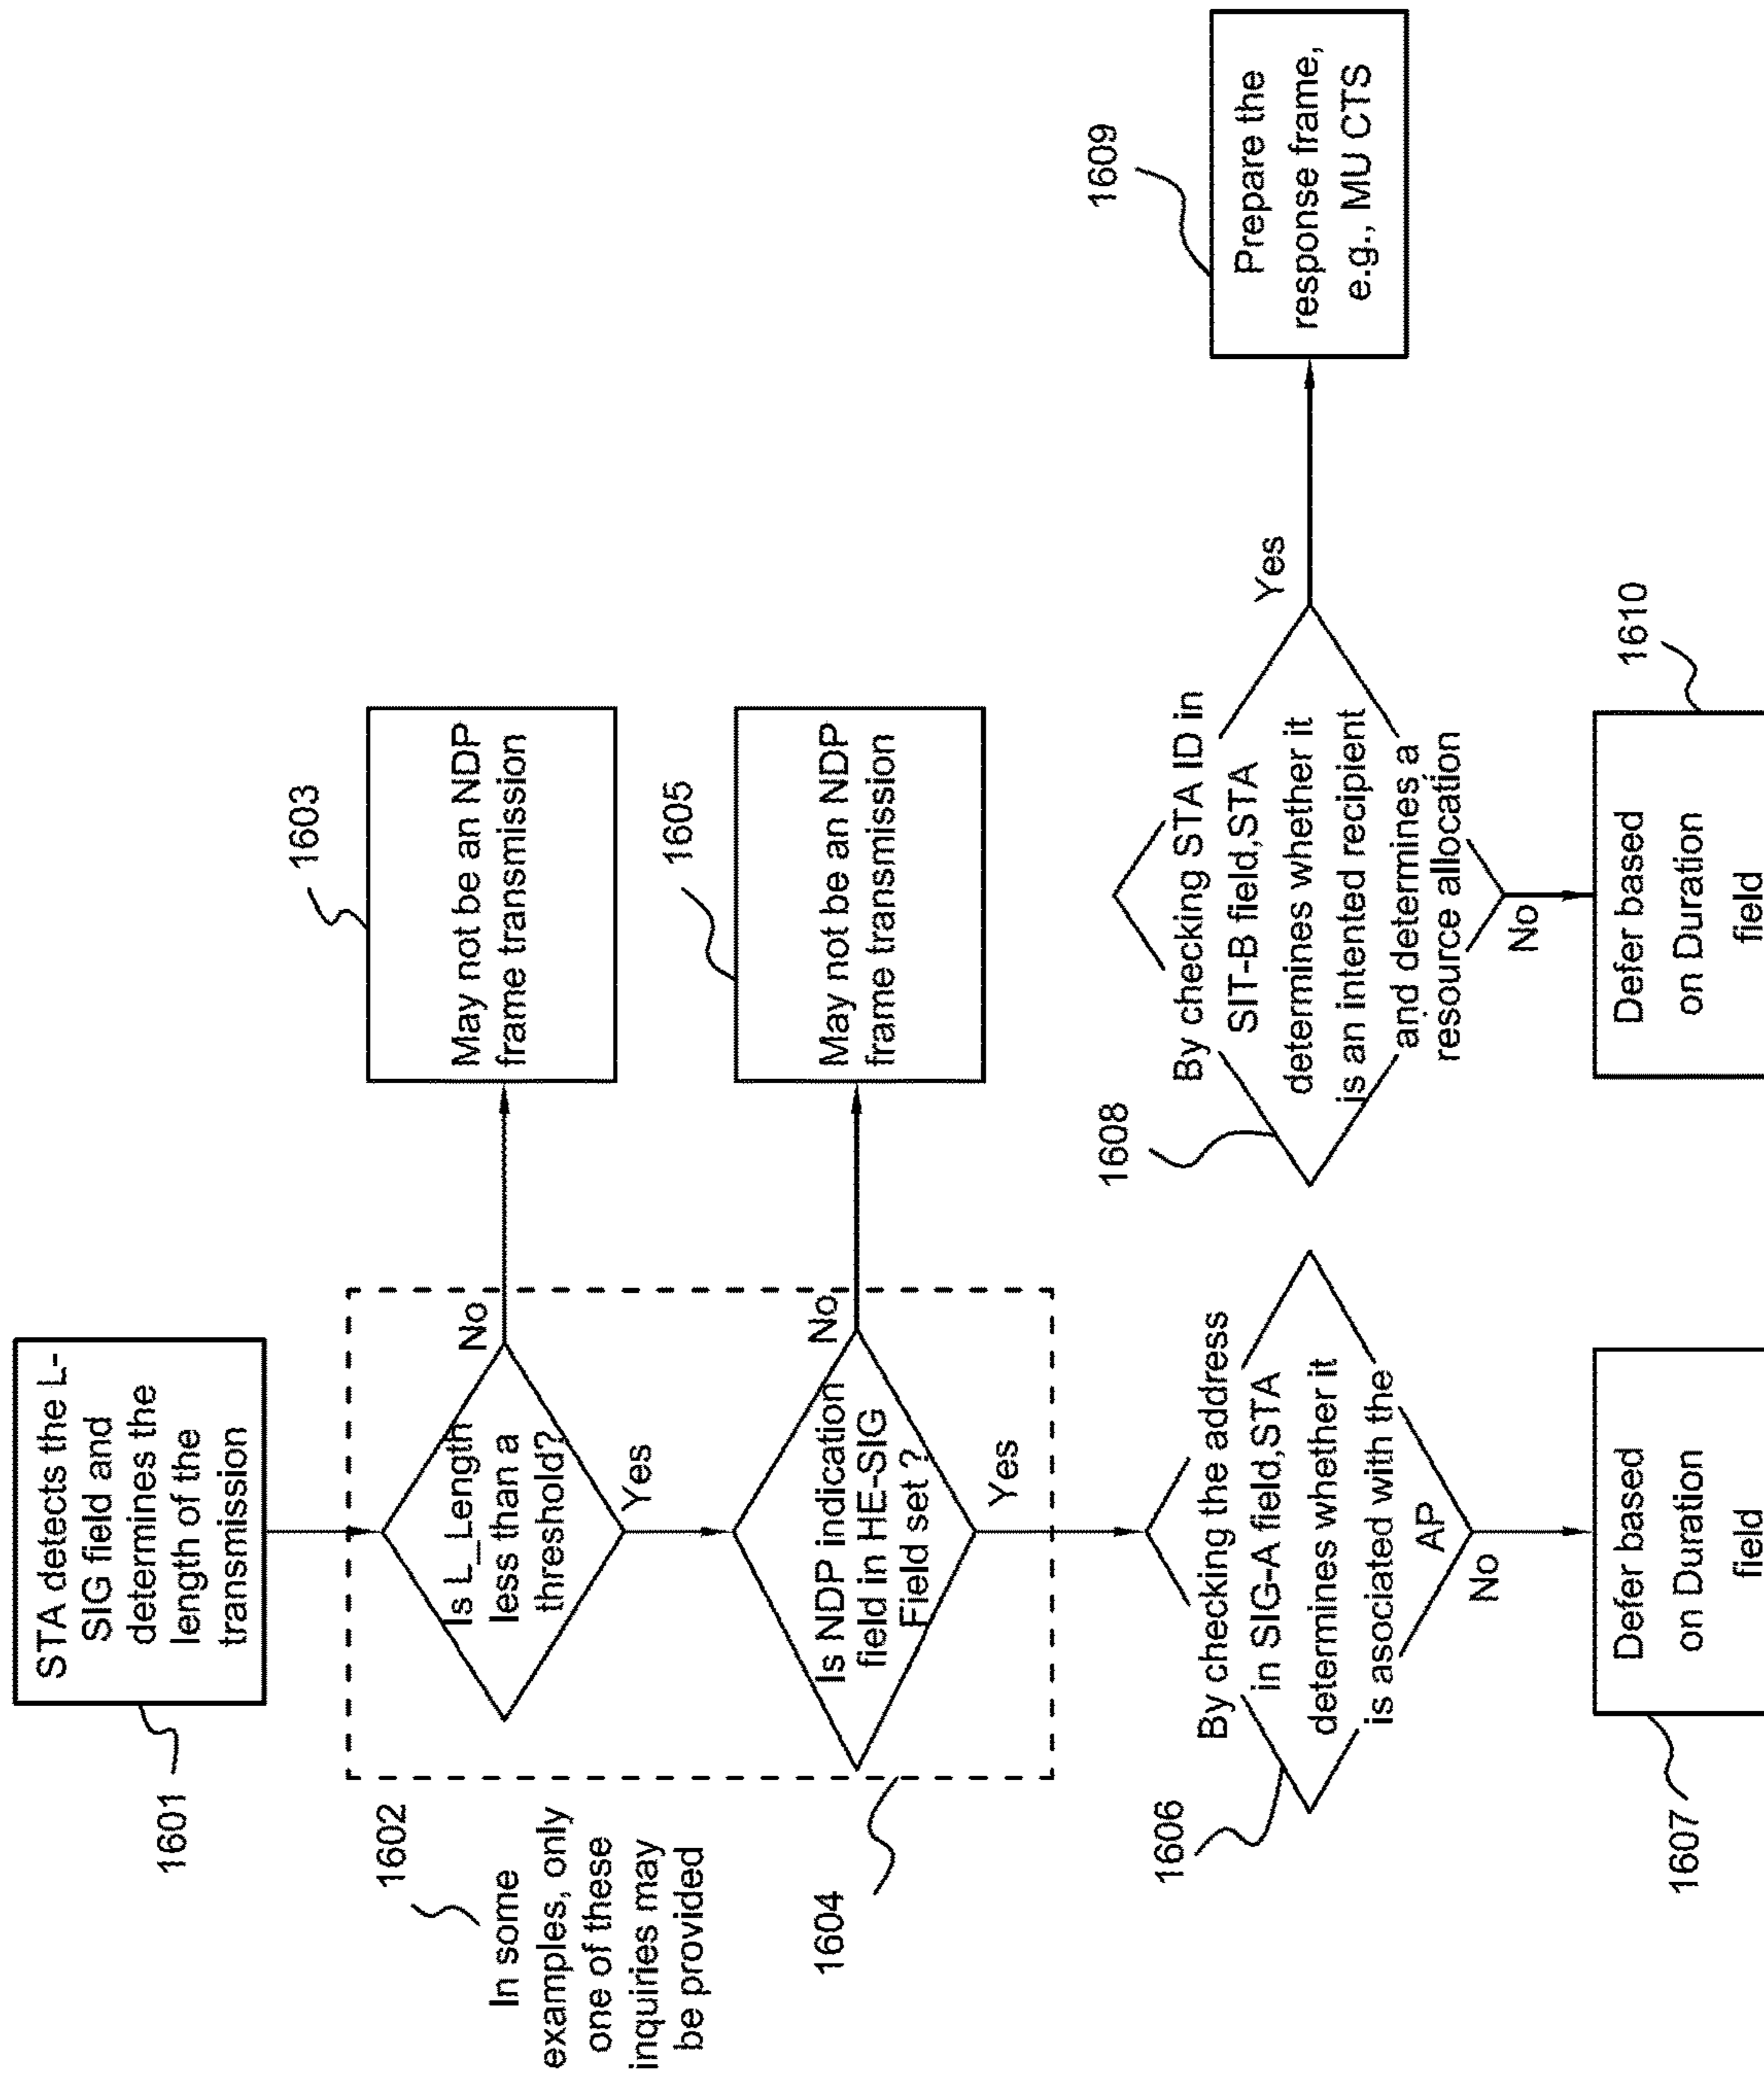 STA detects the L-
SIG field and
determines the
length of the
transmission
1601
1602
In some
examples, only
one of these
inquiries may
be provided
Is L_Length
less than a
threshold?
No
Yes
1603
May not be an NDP
frame transmission
1604
Is NDP indication
field in HE-SIG
Field set ?
No
Yes
1605
May not be an NDP
frame transmission
1606
By checking the address
in SIG-A field,STA
determines whether it
is associated with the
AP
No
1607
Defer based
on Duration
field
1608
By checking STA ID in
SIT-B field,STA
determines whether it
is an intented recipient
and determines a
resource allocation
Yes
No
1609
Prepare the
response frame,
e.g., MU CTS
1610
Defer based
on Duration
field